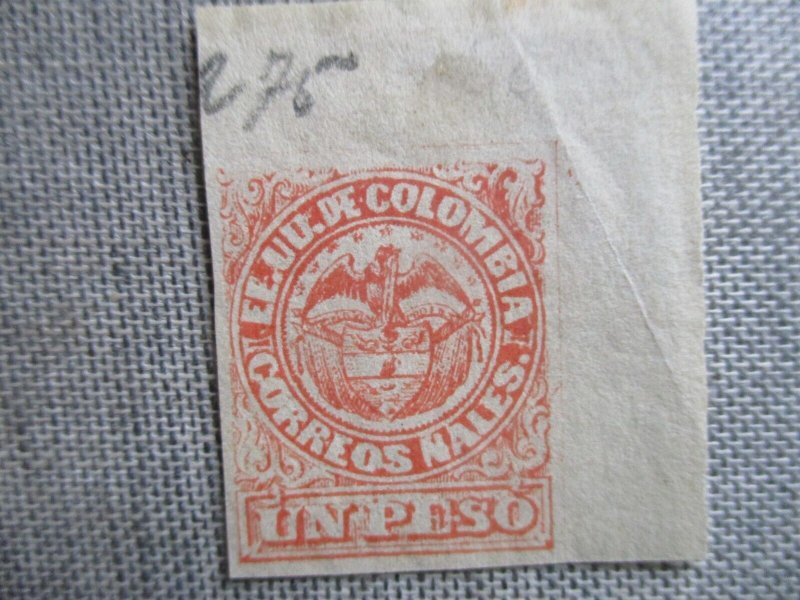 275
EE. UU. DE COLOMBIA
CORREOS NALES.
UN PESO